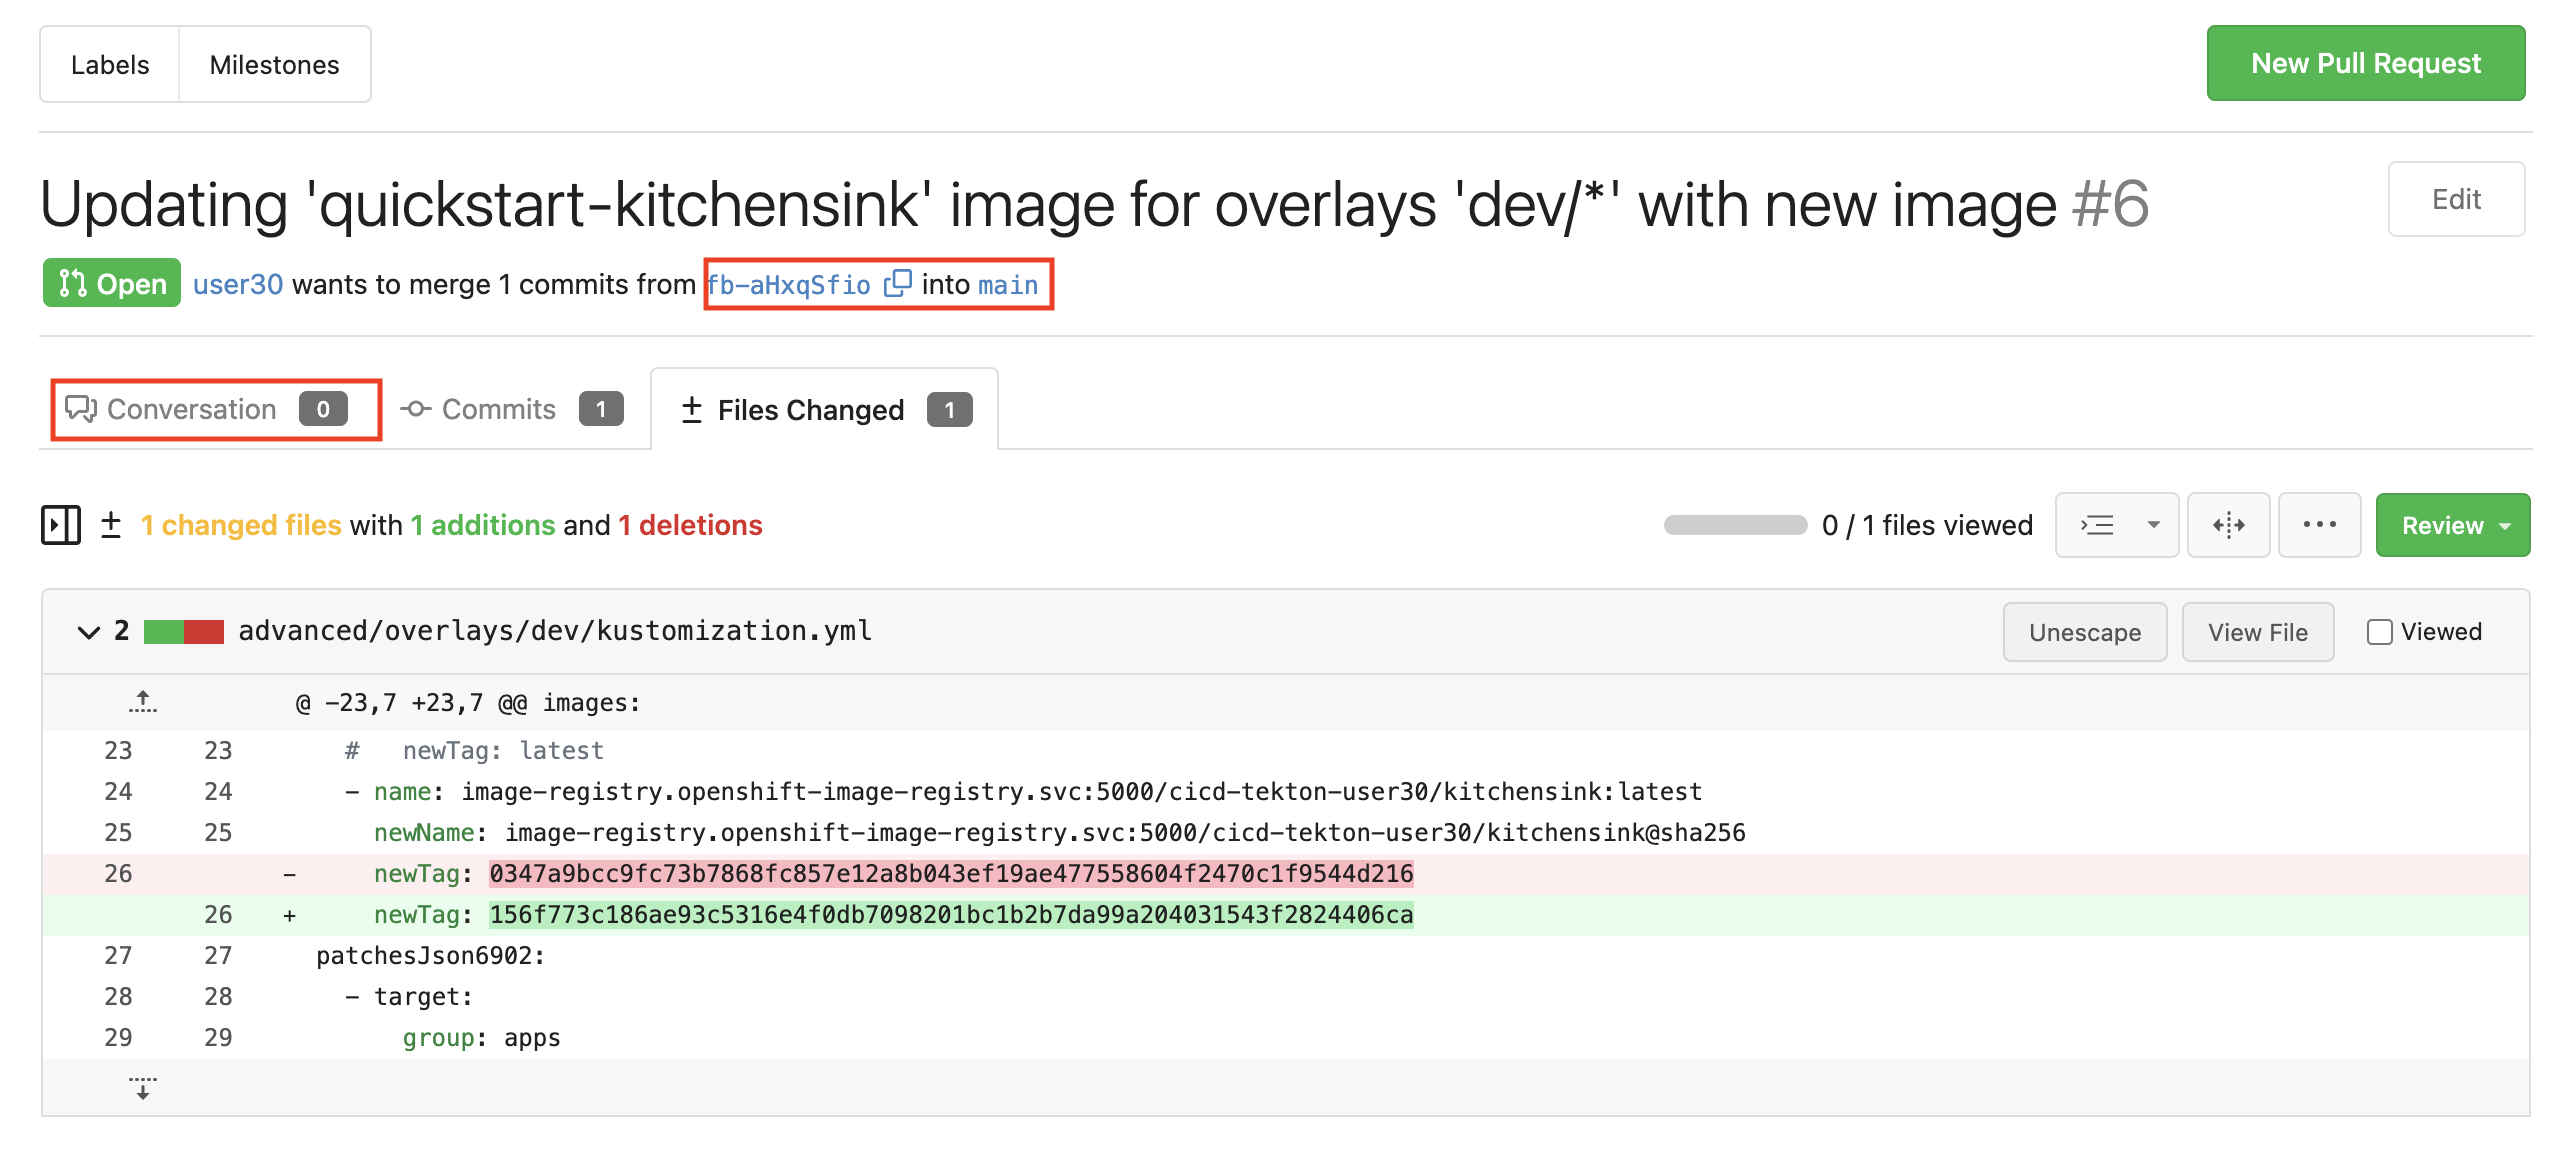 Labels Milestones New Pull Request
Updating 'quickstart-kitchensink' image for overlays 'dev/*' with new image #6 Edit
Open user30 wants to merge 1 commits from fb-aHxqSfio into main
Conversation 0 Commits 1 ± Files Changed 1
± 1 changed files with 1 additions and 1 deletions 0 / 1 files viewed Review
2 advanced/overlays/dev/kustomization.yml Unescape View File Viewed
@ -23,7 +23,7 @@ images:
23 23 # newTag: latest
24 24 - name: image-registry.openshift-image-registry.svc:5000/cicd-tekton-user30/kitchensink:latest
25 25 newName: image-registry.openshift-image-registry.svc:5000/cicd-tekton-user30/kitchensink@sha256
26 - newTag: 0347a9bcc9fc73b7868fc857e12a8b043ef19ae477558604f2470c1f9544d216
26 + newTag: 156f773c186ae93c5316e4f0db7098201bc1b2b7da99a204031543f2824406ca
27 27 patchesJson6902:
28 28 - target:
29 29 group: apps